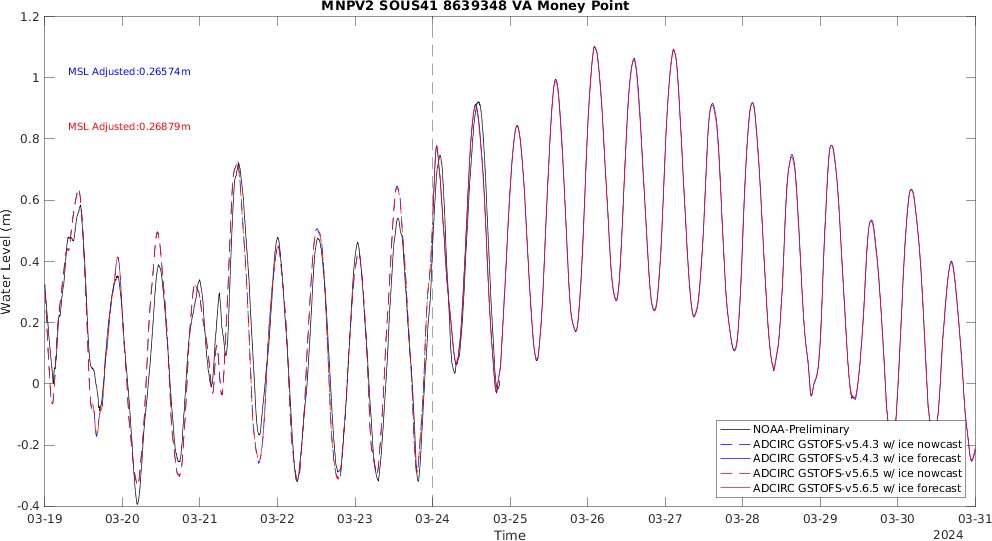 MNPV2 SOUS41 8639348 VA Money Point
1.2
1
0.8
0.6
0.4
0.2
0
-0.2
-0.4
Water Level (m)
MSL Adjusted:0.26574m
MSL Adjusted:0.26879m
NOAA-Preliminary
ADCIRC GSTOFS-v5.4.3 w/ ice nowcast
ADCIRC GSTOFS-v5.4.3 w/ ice forecast
ADCIRC GSTOFS-v5.6.5 w/ ice nowcast
ADCIRC GSTOFS-v5.6.5 w/ ice forecast
03-19 03-20 03-21 03-22 03-23 03-24 03-25 03-26 03-27 03-28 03-29 03-30 03-31
Time
2024